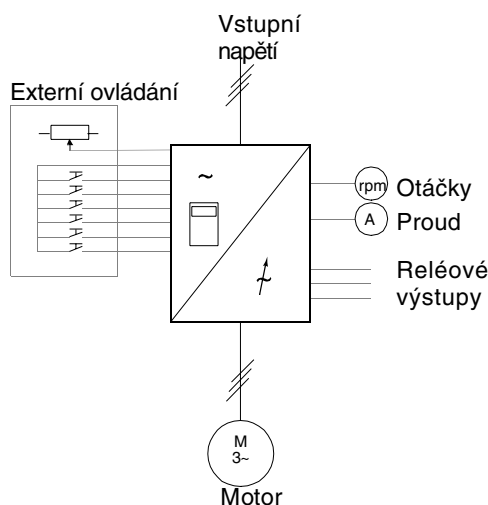 Vstupní
napětí
Externí ovládání
~
rpm Otáčky
A Proud
~
Reléové
výstupy
M
3~
Motor